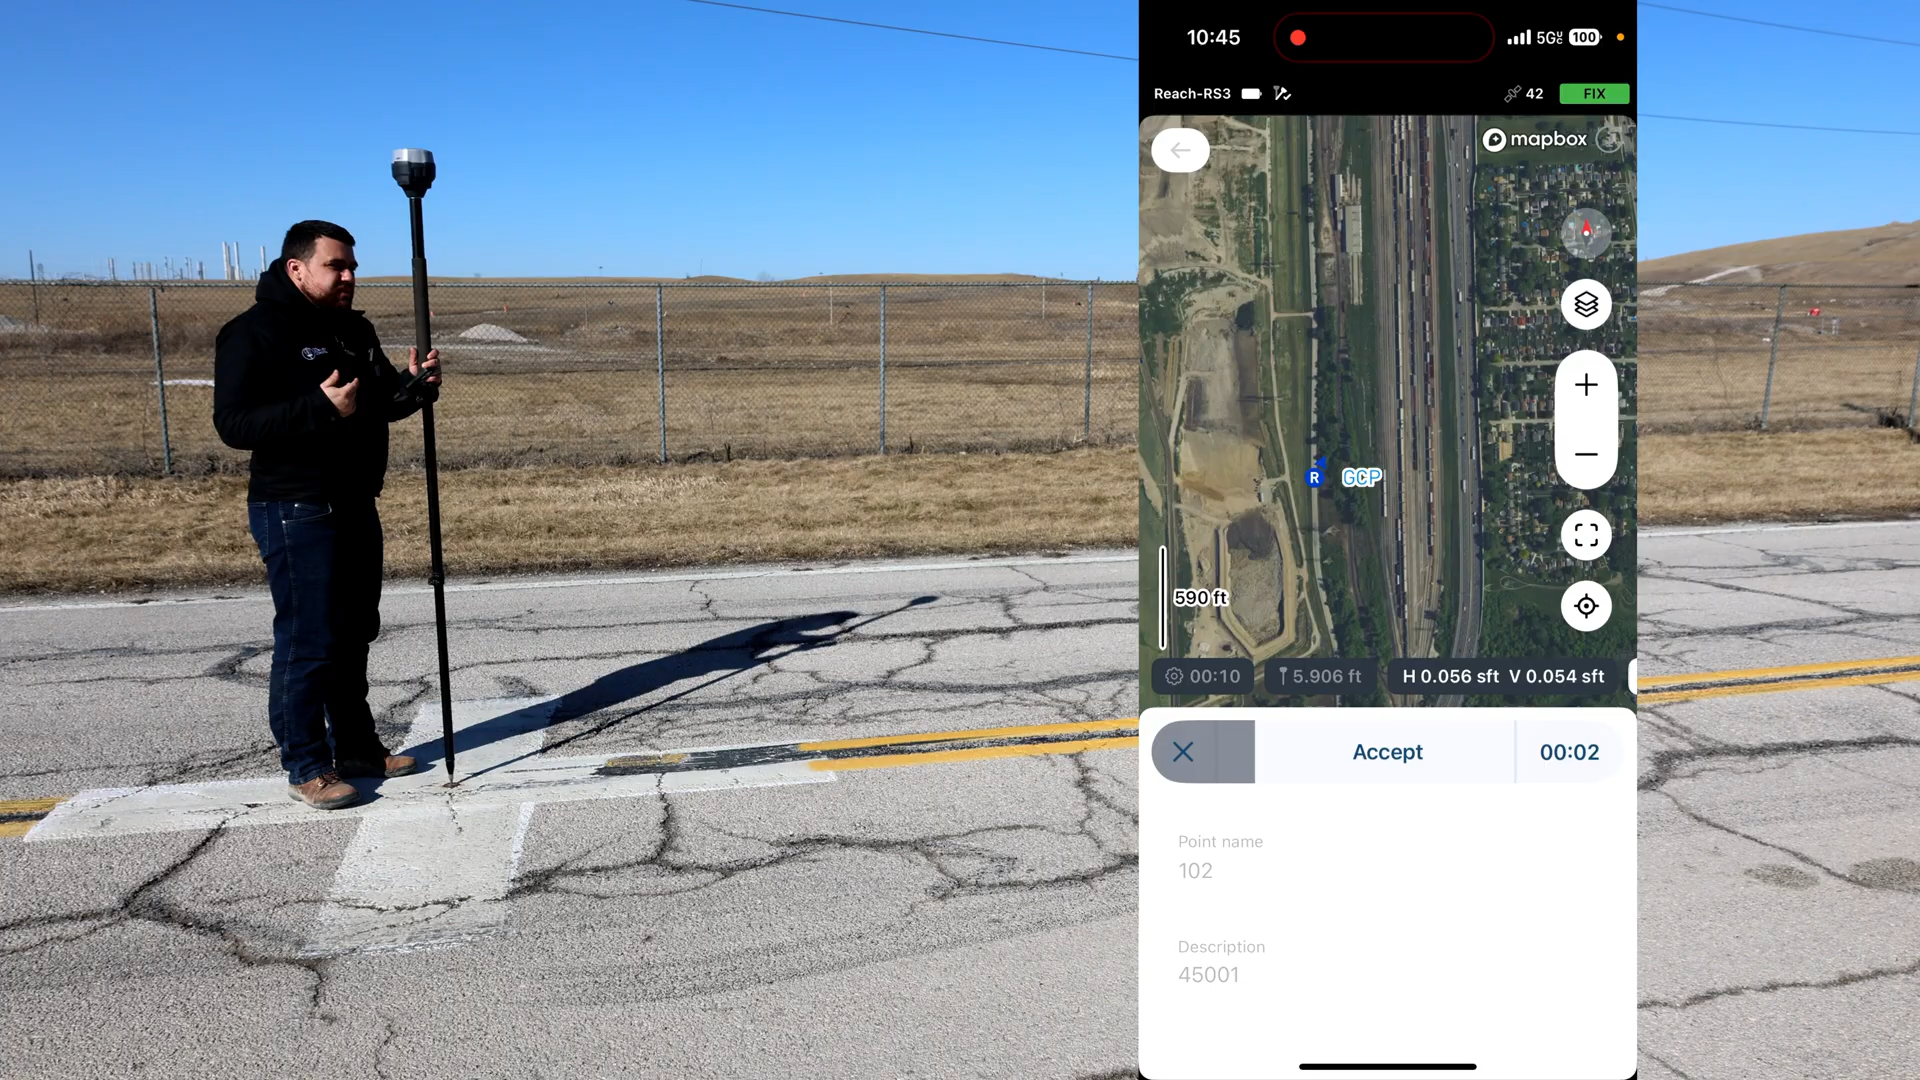 10:45
5G UC 100
Reach-RS3
42 FIX
mapbox
R GCP
590 ft
00:10 5.906 ft H 0.056 sft V 0.054 sft
Accept 00:02
Point name
102
Description
45001